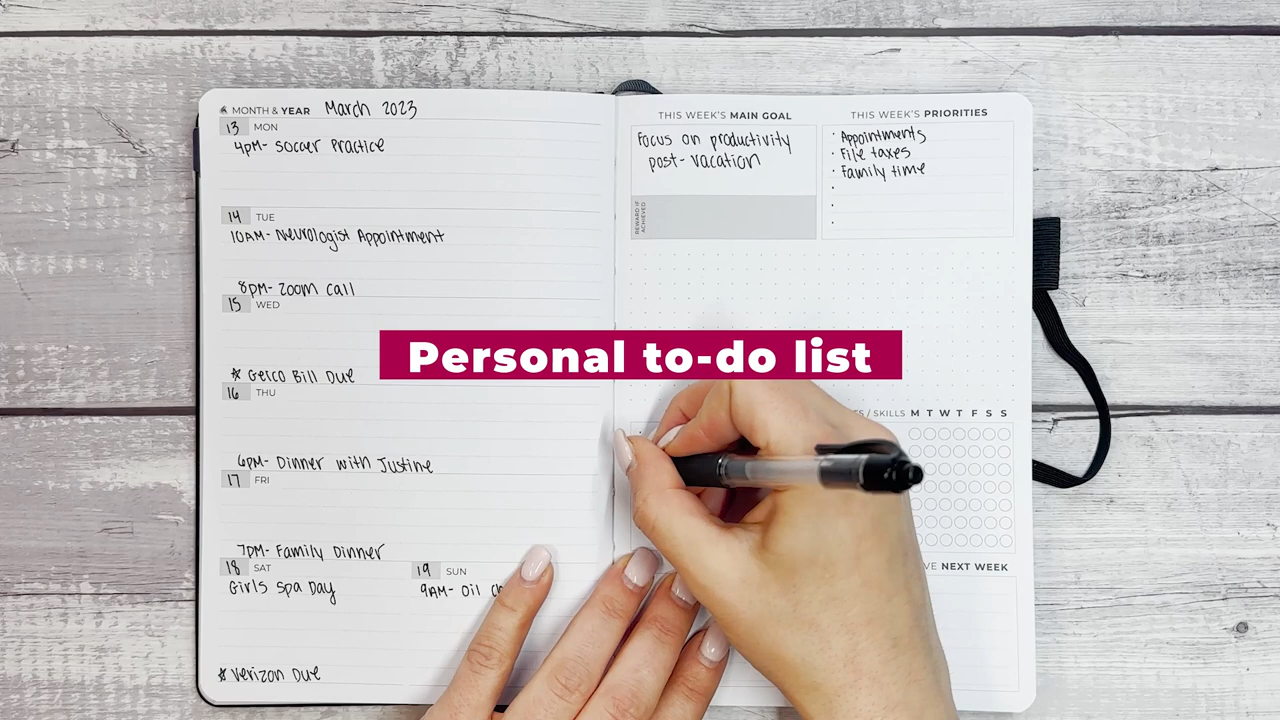 MONTH & YEAR March 2023
13 MON
4PM- Soccer Practice
14 TUE
10AM- Neurologist Appointment
8PM- Zoom Call
15 WED
* Geico Bill Due
16 THU
6PM- Dinner with Justine
17 FRI
7PM- Family Dinner
18 SAT
Girls Spa Day
* Verizon Due
19 SUN
9AM- Oil
THIS WEEK'S MAIN GOAL
Focus on productivity
post-vacation
REWARD IF
ACHIEVED
THIS WEEK'S PRIORITIES
· Appointments
· File taxes
· Family time
Personal to-do list
/ SKILLS M T W T F S S
NEXT WEEK